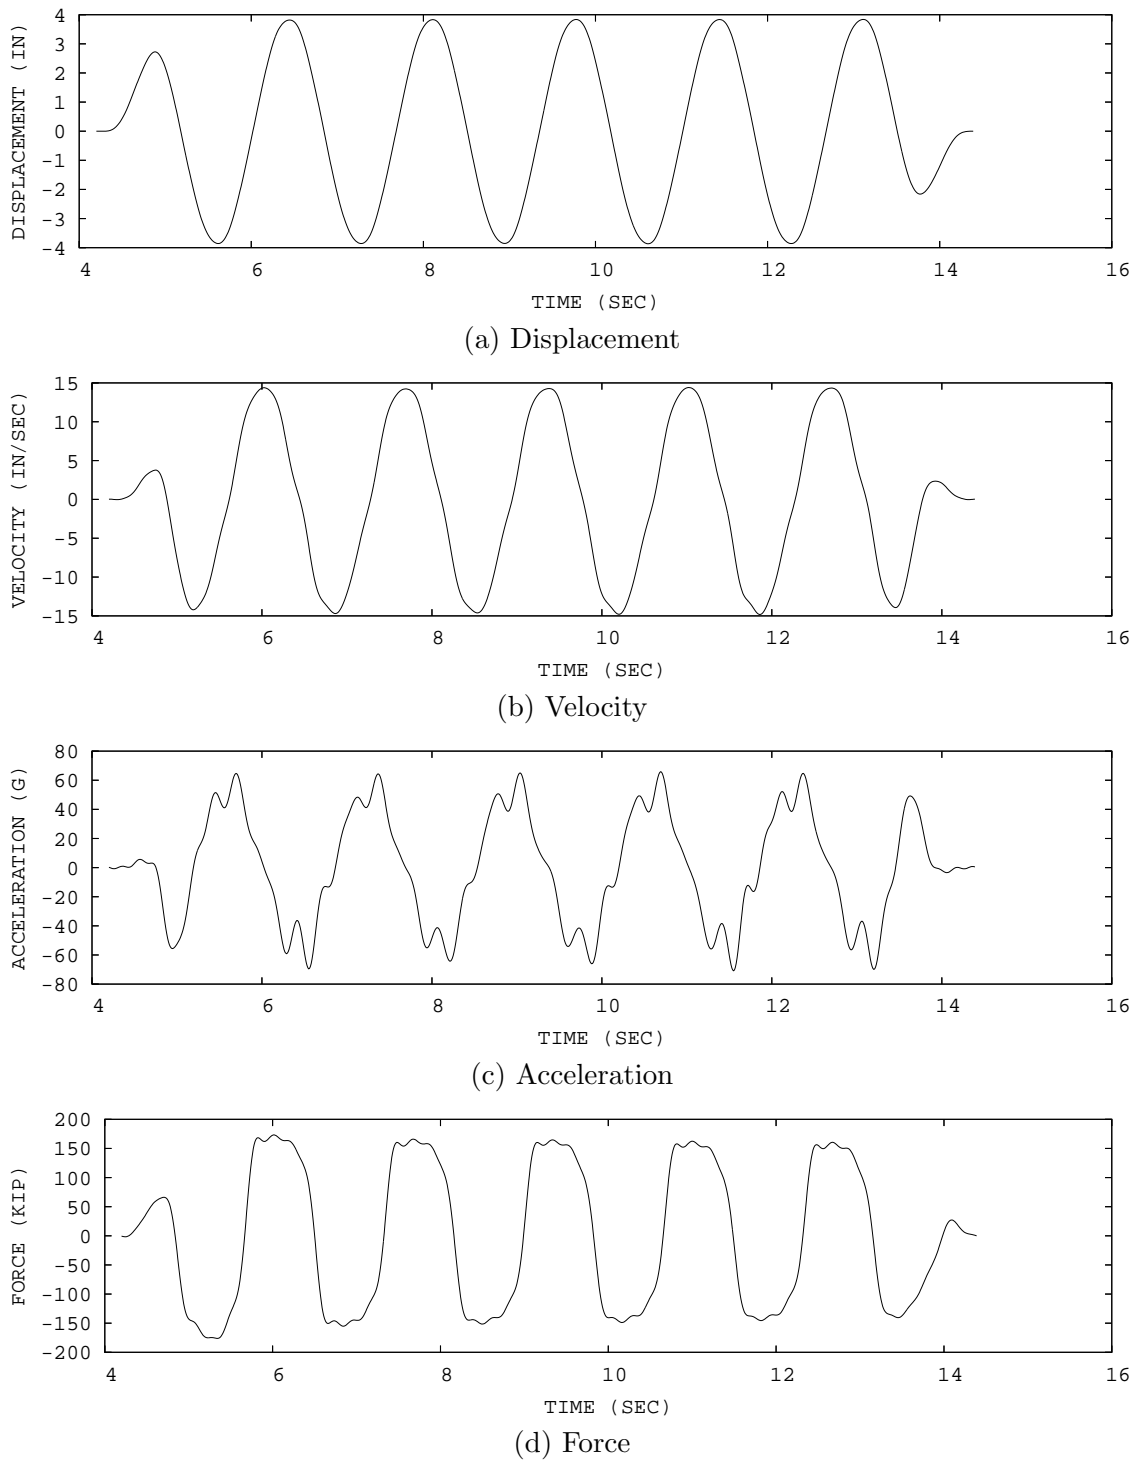 4
3
2
1
0
-1
-2
-3
-4
DISPLACEMENT (IN)
4 6 8 10 12 14 16
TIME (SEC)
(a) Displacement
15
10
5
0
-5
-10
-15
VELOCITY (IN/SEC)
4 6 8 10 12 14 16
TIME (SEC)
(b) Velocity
80
60
40
20
0
-20
-40
-60
-80
ACCELERATION (G)
4 6 8 10 12 14 16
TIME (SEC)
(c) Acceleration
200
150
100
50
0
-50
-100
-150
-200
FORCE (KIP)
4 6 8 10 12 14 16
TIME (SEC)
(d) Force